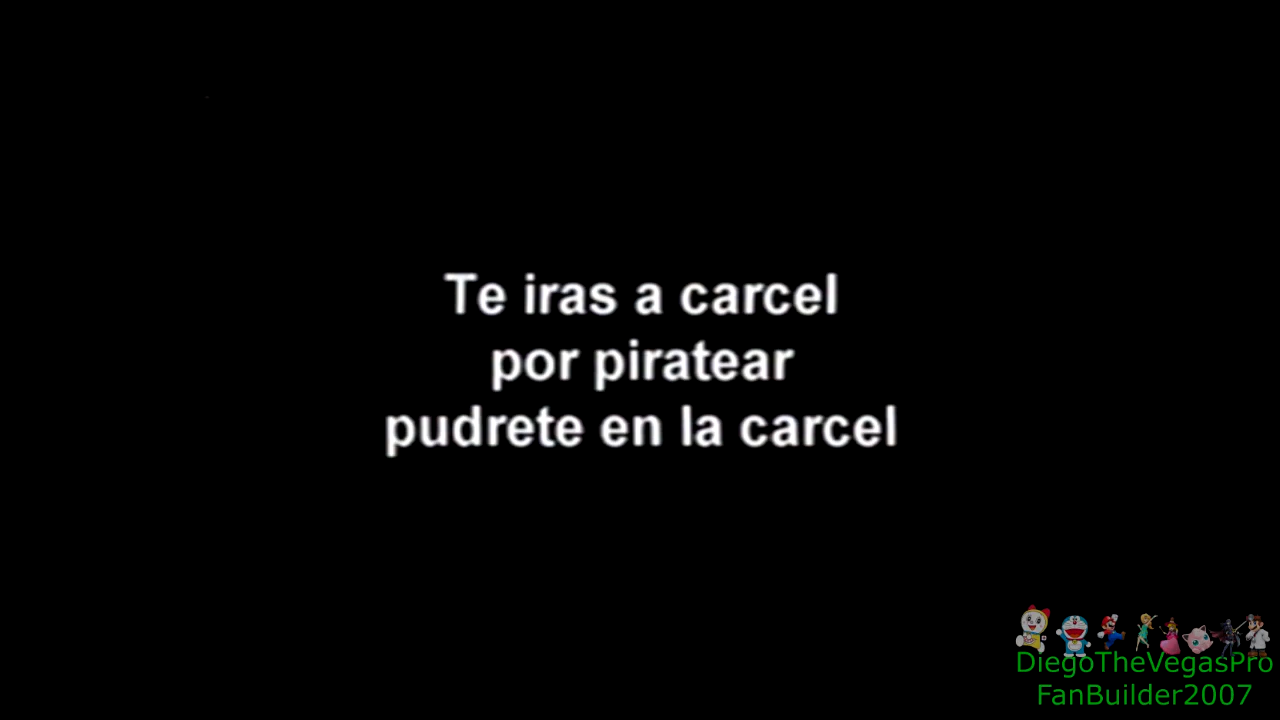 Te iras a carcel
por piratear
pudrete en la carcel
DiegoTheVegasPro
FanBuilder2007